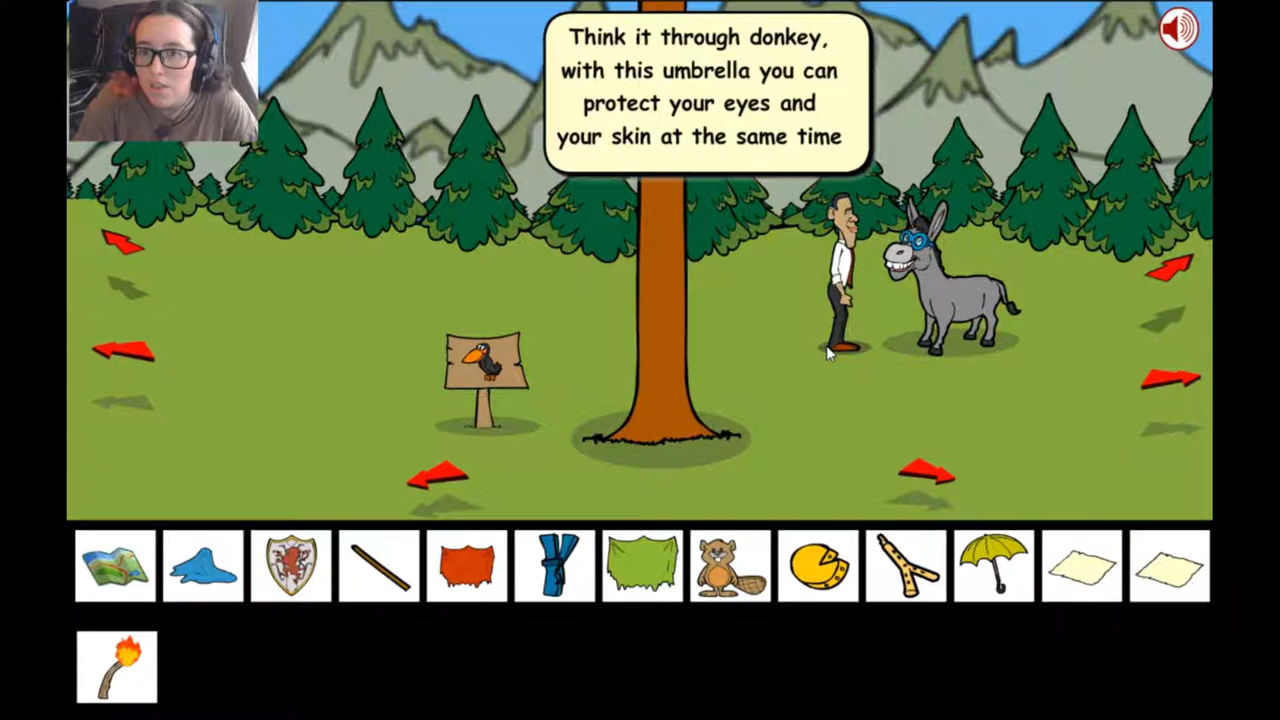 Think it through donkey,
with this umbrella you can
protect your eyes and
your skin at the same time